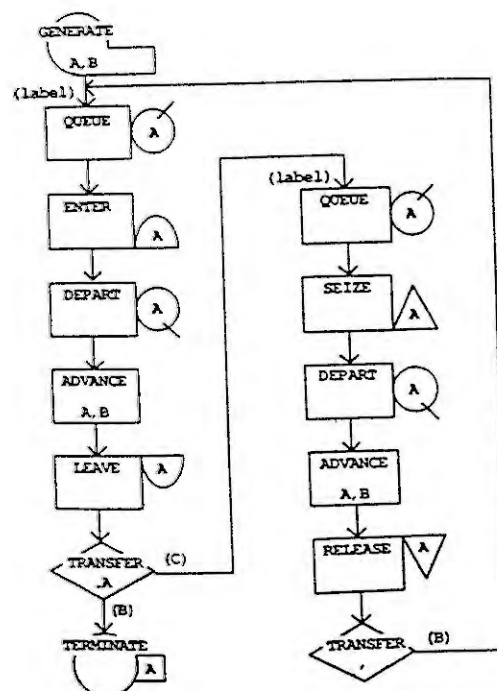 GENERATE
A,B
(label)
QUEUE
A
ENTER
A
DEPART
A
ADVANCE
A,B
LEAVE
A
TRANSFER
.A
(C)
(B)
TERMINATE
A
(label)
QUEUE
A
SEIZE
A
DEPART
A
ADVANCE
A,B
RELEASE
A
TRANSFER
,
(B)